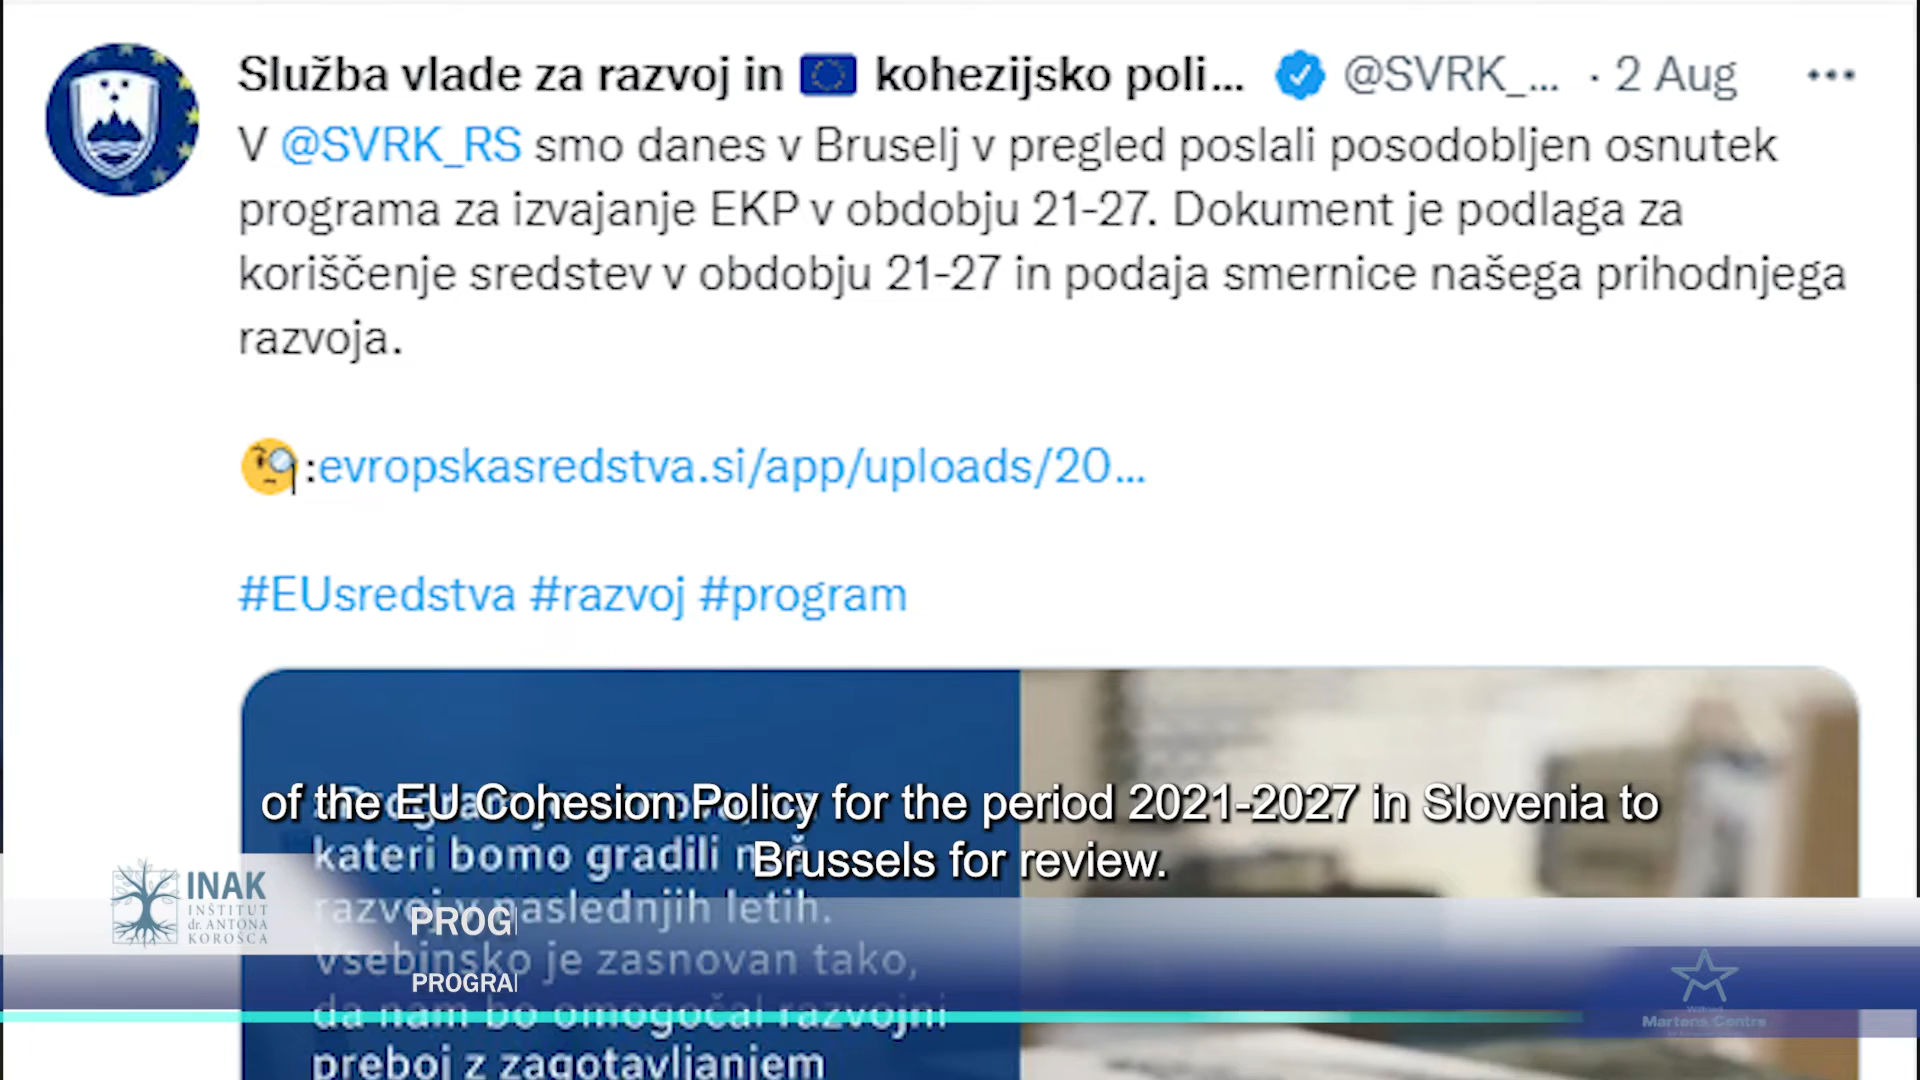 Služba vlade za razvoj in 🇪🇺 kohezijsko poli... @SVRK_... · 2 Aug
V @SVRK_RS smo danes v Bruselj v pregled poslali posodobljen osnutek
programa za izvajanje EKP v obdobju 21-27. Dokument je podlaga za
koriščenje sredstev v obdobju 21-27 in podaja smernice našega prihodnjega
razvoja.
🧐:evropskasredstva.si/app/uploads/20...
#EUsredstva #razvoj #program
of the EU Cohesion Policy for the period 2021-2027 in Slovenia to
Brussels for review.
kateri bomo gradili
razvoj v naslednjih letih.
Vsebinsko je zasnovan tako,
da nam bo omogočal razvojni
preboj z zagotavljanjem
INAK
INŠTITUT
dr. ANTONA
KOROŠCA
PROG
PROGRA
Martens Centre